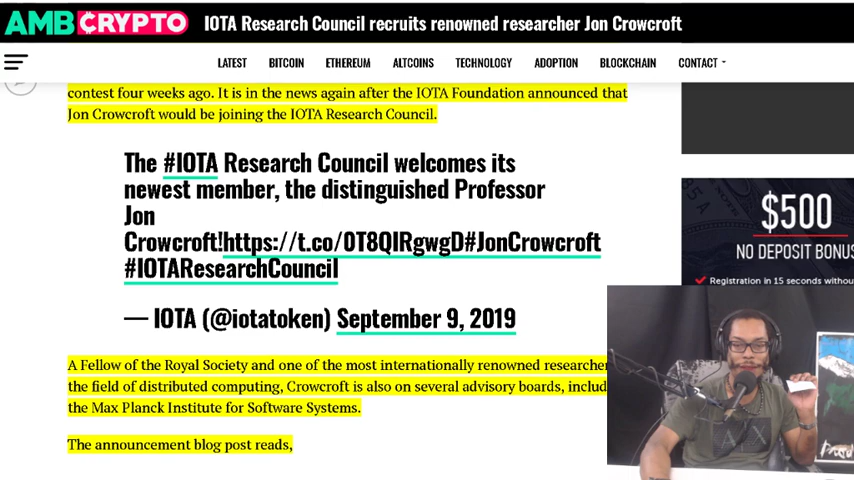 AMBCRYPTO IOTA Research Council recruits renowned researcher Jon Crowcroft
LATEST BITCOIN ETHEREUM ALTCOINS TECHNOLOGY ADOPTION BLOCKCHAIN CONTACT
contest four weeks ago. It is in the news again after the IOTA Foundation announced that
Jon Crowcroft would be joining the IOTA Research Council.
The #IOTA Research Council welcomes its
newest member, the distinguished Professor
Jon
Crowcroft!https://t.co/0T8QIRgwgD#JonCrowcroft
#IOTAResearchCouncil
— IOTA (@iotatoken) September 9, 2019
A Fellow of the Royal Society and one of the most internationally renowned researcher
the field of distributed computing, Crowcroft is also on several advisory boards, includ
the Max Planck Institute for Software Systems.
The announcement blog post reads,
$500
NO DEPOSIT BONUS
Registration in 15 seconds withou